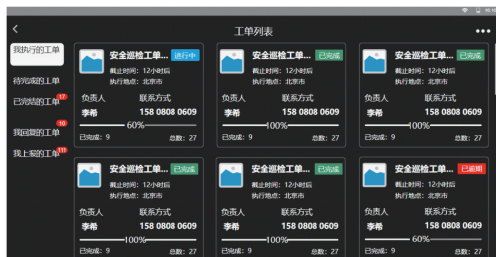 工单列表
我执行的工单
待完成的工单
已完结的工单 17
我回复的工单 10
我上报的工单 111
安全巡检工单... 进行中
截止时间：12小时后
执行地点：北京市
负责人 联系方式
李希 158 0808 0609
60%
已完成：9 总数：27
安全巡检工单... 已完成
截止时间：12小时后
执行地点：北京市
负责人 联系方式
李希 158 0808 0609
100%
已完成：9 总数：27
安全巡检工单... 已完成
截止时间：12小时后
执行地点：北京市
负责人 联系方式
李希 158 0808 0609
100%
已完成：9 总数：27
安全巡检工单... 已完成
截止时间：12小时后
执行地点：北京市
负责人 联系方式
李希 158 0808 0609
100%
已完成：9 总数：27
安全巡检工单... 已完成
截止时间：12小时后
执行地点：北京市
负责人 联系方式
李希 158 0808 0609
100%
已完成：9 总数：27
安全巡检工单... 已逾期
截止时间：12小时后
执行地点：北京市
负责人 联系方式
李希 158 0808 0609
60%
已完成：9 总数：27